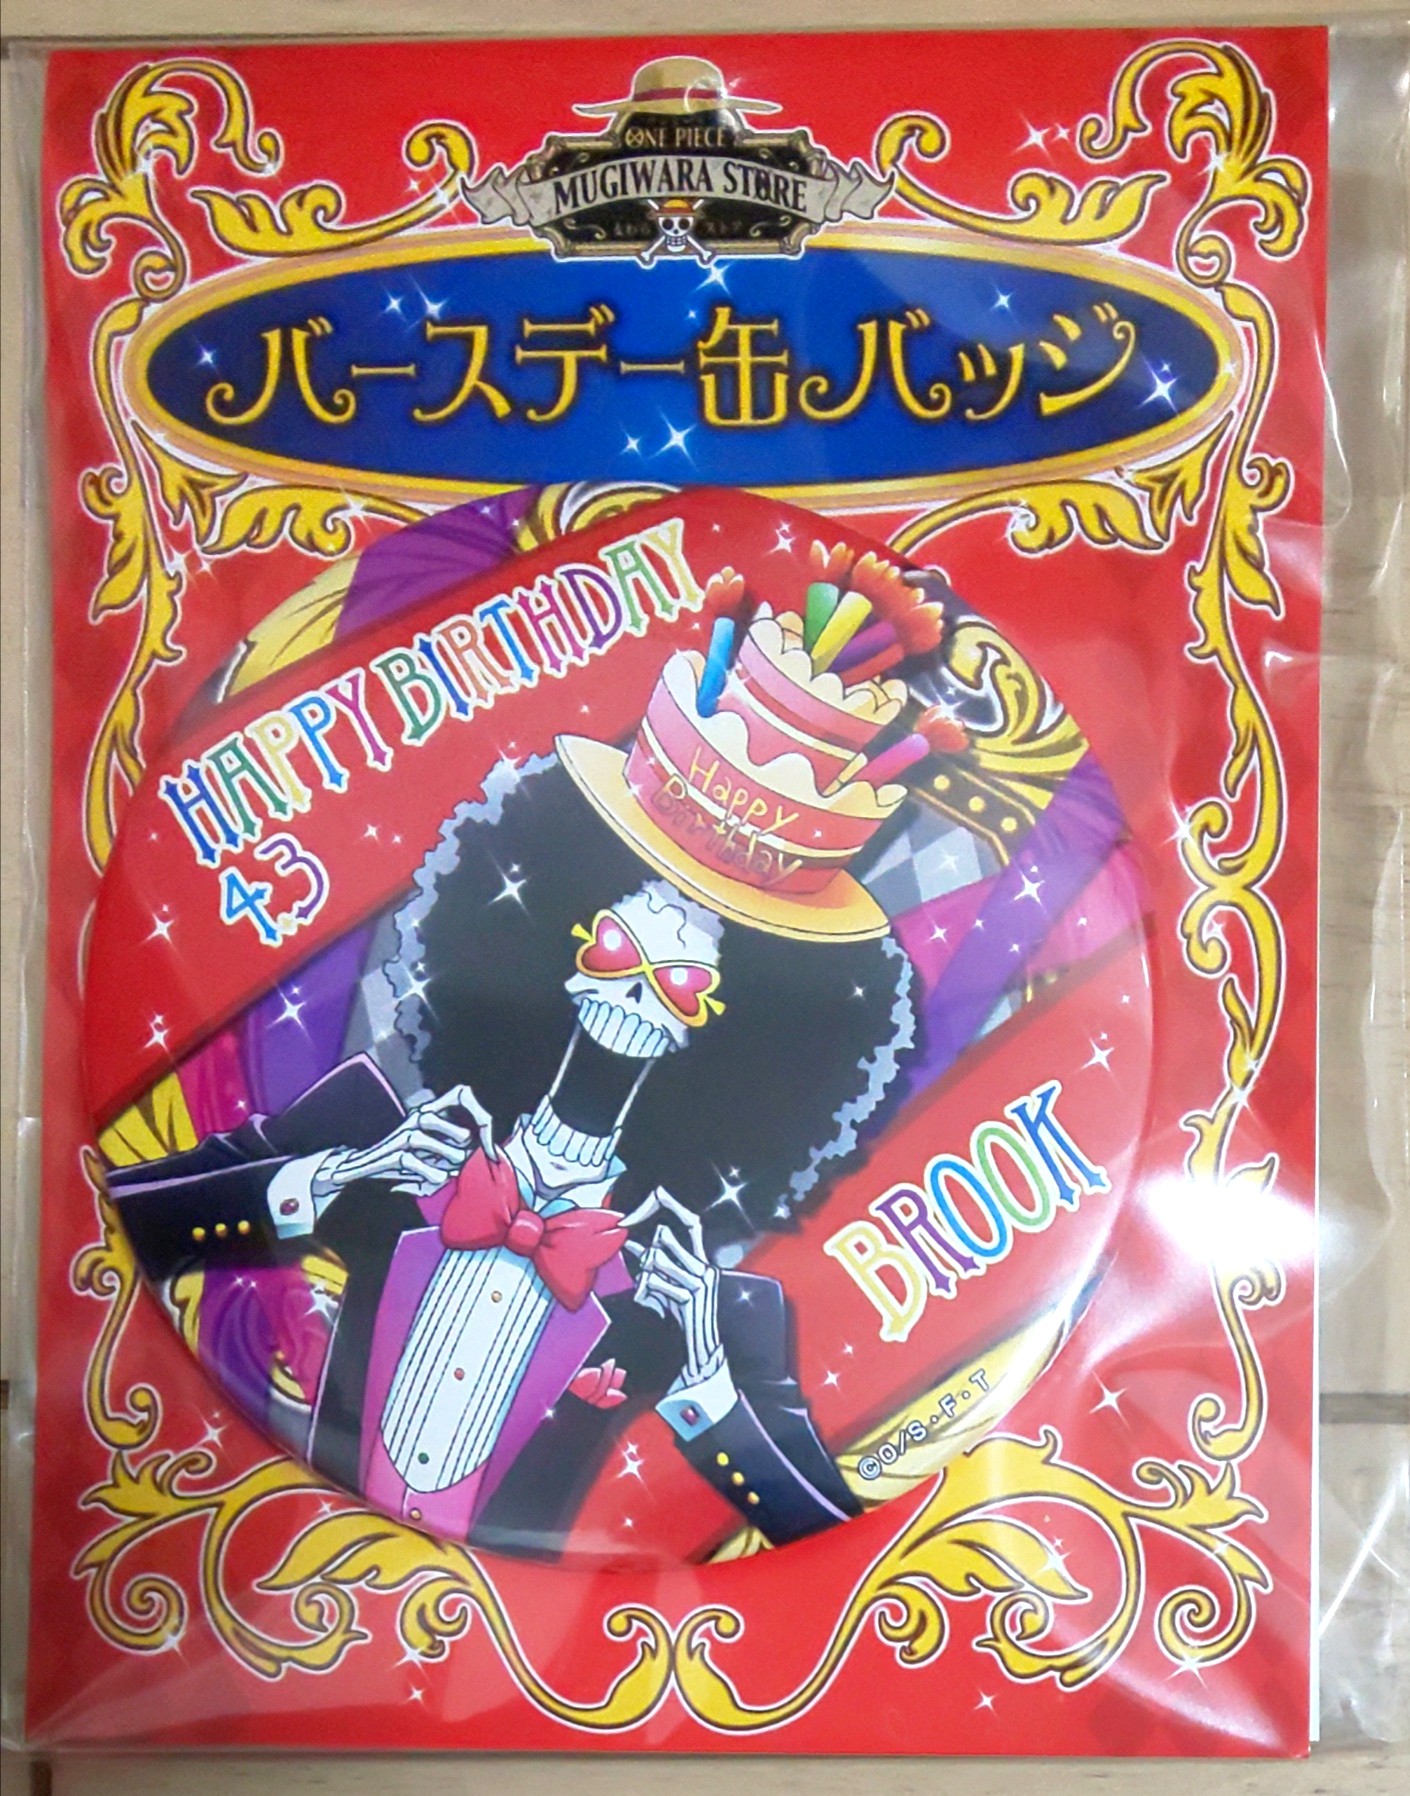 ONE PIECE
MUGIWARA STORE
バースデー缶バッジ
HAPPY BIRTHDAY
4.3
Happy
Birthday
BROOK
©O/S・F・T